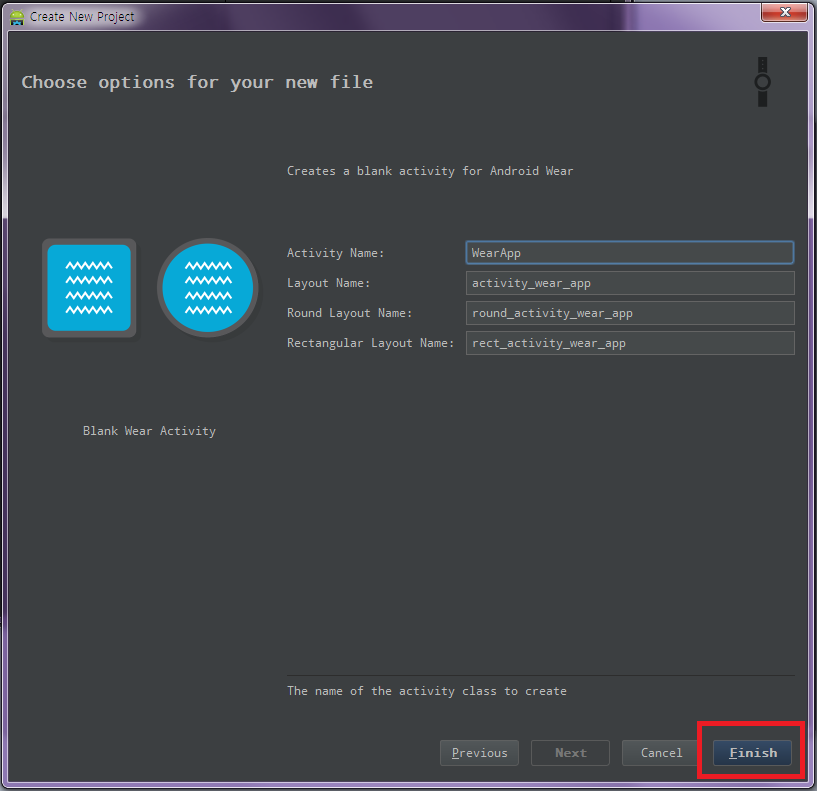 Create New Project
Choose options for your new file
Creates a blank activity for Android Wear
Activity Name: WearApp
Layout Name: activity_wear_app
Round Layout Name: round_activity_wear_app
Rectangular Layout Name: rect_activity_wear_app
Blank Wear Activity
The name of the activity class to create
Previous Next Cancel Finish